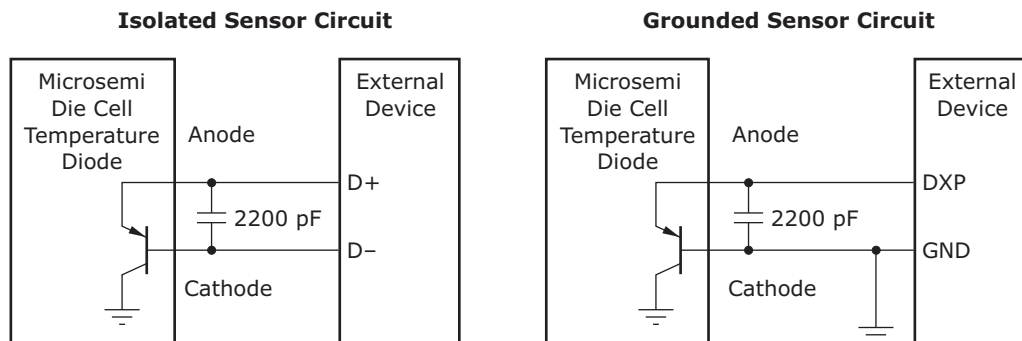 Isolated Sensor Circuit
Microsemi
Die Cell
Temperature
Diode
External
Device
Anode
D+
2200 pF
D–
Cathode
Grounded Sensor Circuit
Microsemi
Die Cell
Temperature
Diode
External
Device
Anode
DXP
2200 pF
GND
Cathode